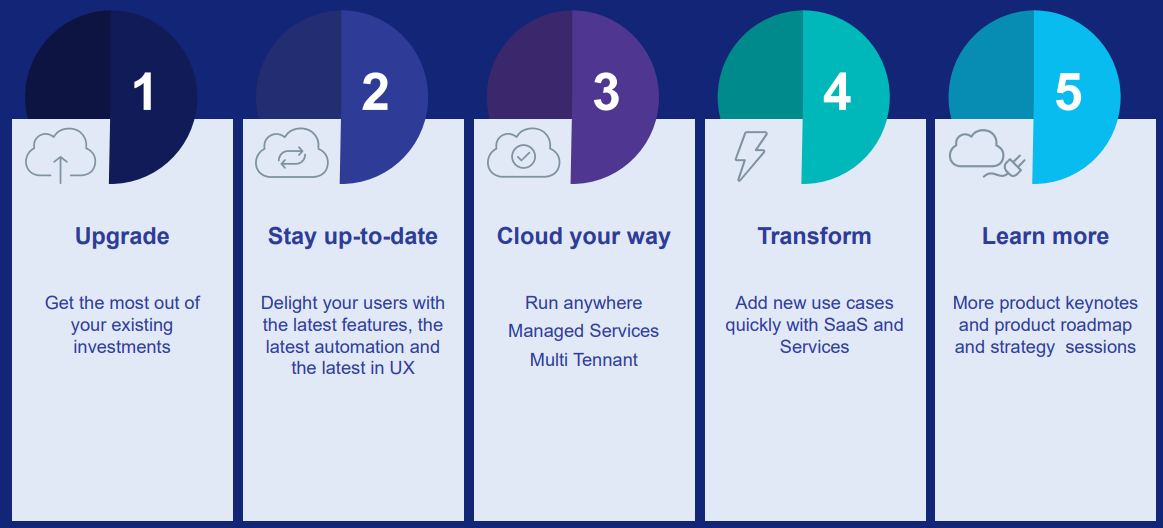 1
Upgrade
Get the most out of
your existing
investments
2
Stay up-to-date
Delight your users with
the latest features, the
latest automation and
the latest in UX
3
Cloud your way
Run anywhere
Managed Services
Multi Tennant
4
Transform
Add new use cases
quickly with SaaS and
Services
5
Learn more
More product keynotes
and product roadmap
and strategy  sessions